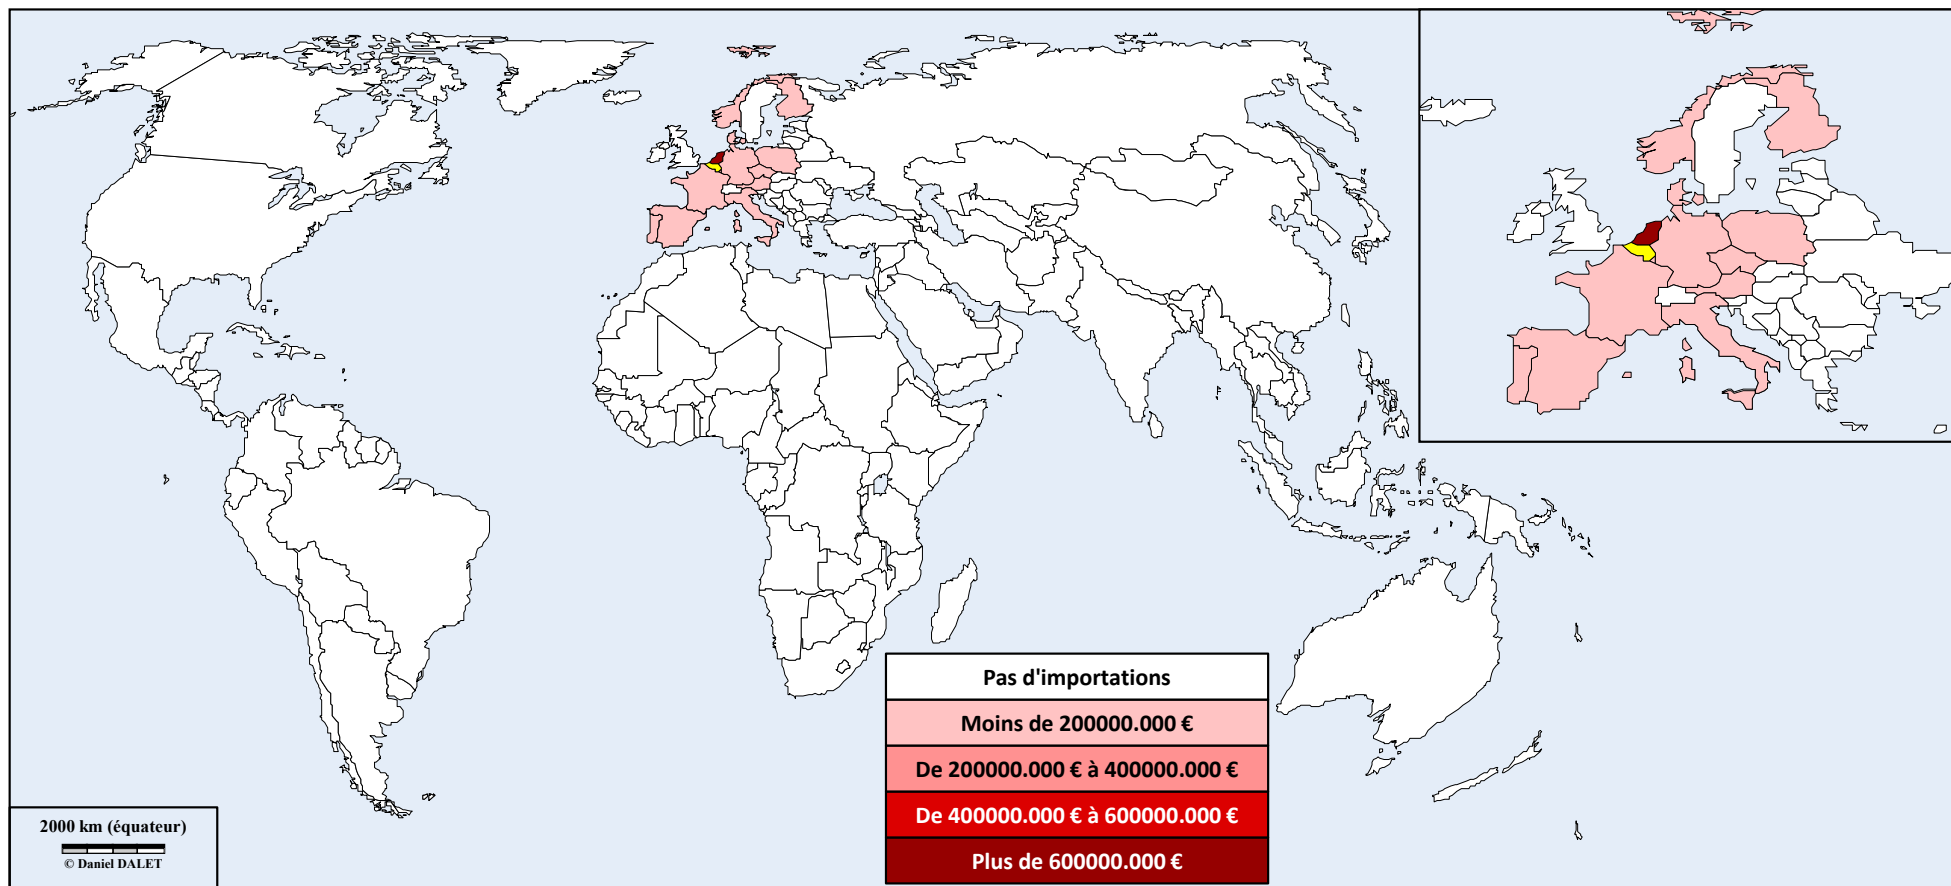 Pas d'importations
Moins de 200000.000 €
De 200000.000 € à 400000.000 €
De 400000.000 € à 600000.000 €
Plus de 600000.000 €
2000 km (équateur)
© Daniel DALET